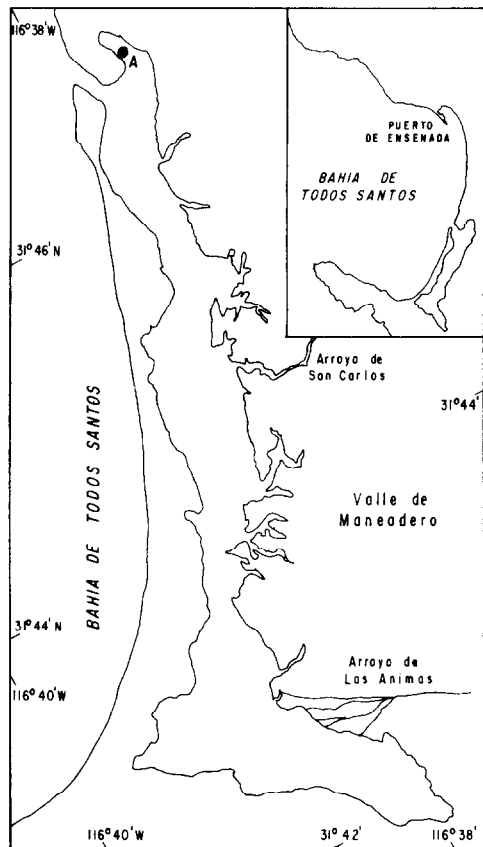 116°38'W
A
PUERTO
DE ENSENADA
BAHIA DE
TODOS SANTOS
31°46'N
Arroyo de
San Carlos
31°44'
BAHIA DE TODOS SANTOS
Valle de
Maneadero
31°44'N
116°40'W
Arroyo de
Las Animas
116°40'W
31°42'
116°38'